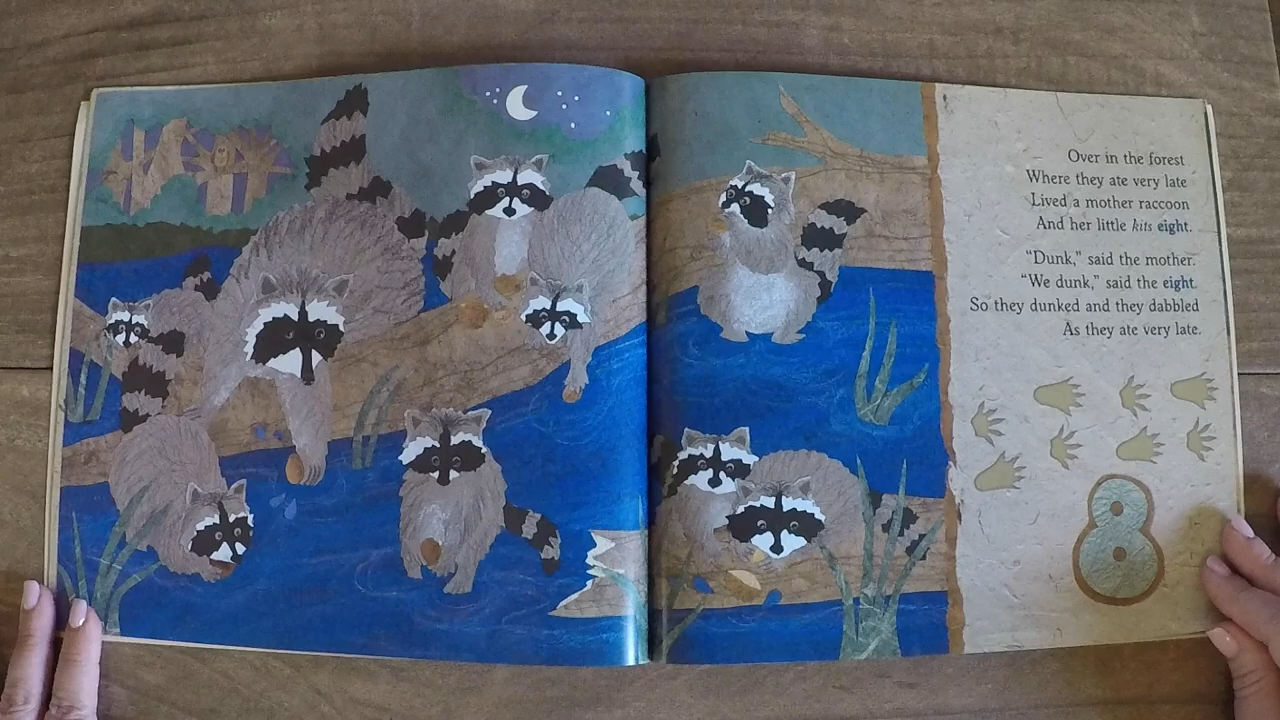 Over in the forest
Where they ate very late
Lived a mother raccoon
And her little kits eight.
“Dunk,” said the mother.
“We dunk,” said the eight.
So they dunked and they dabbled
As they ate very late.
8